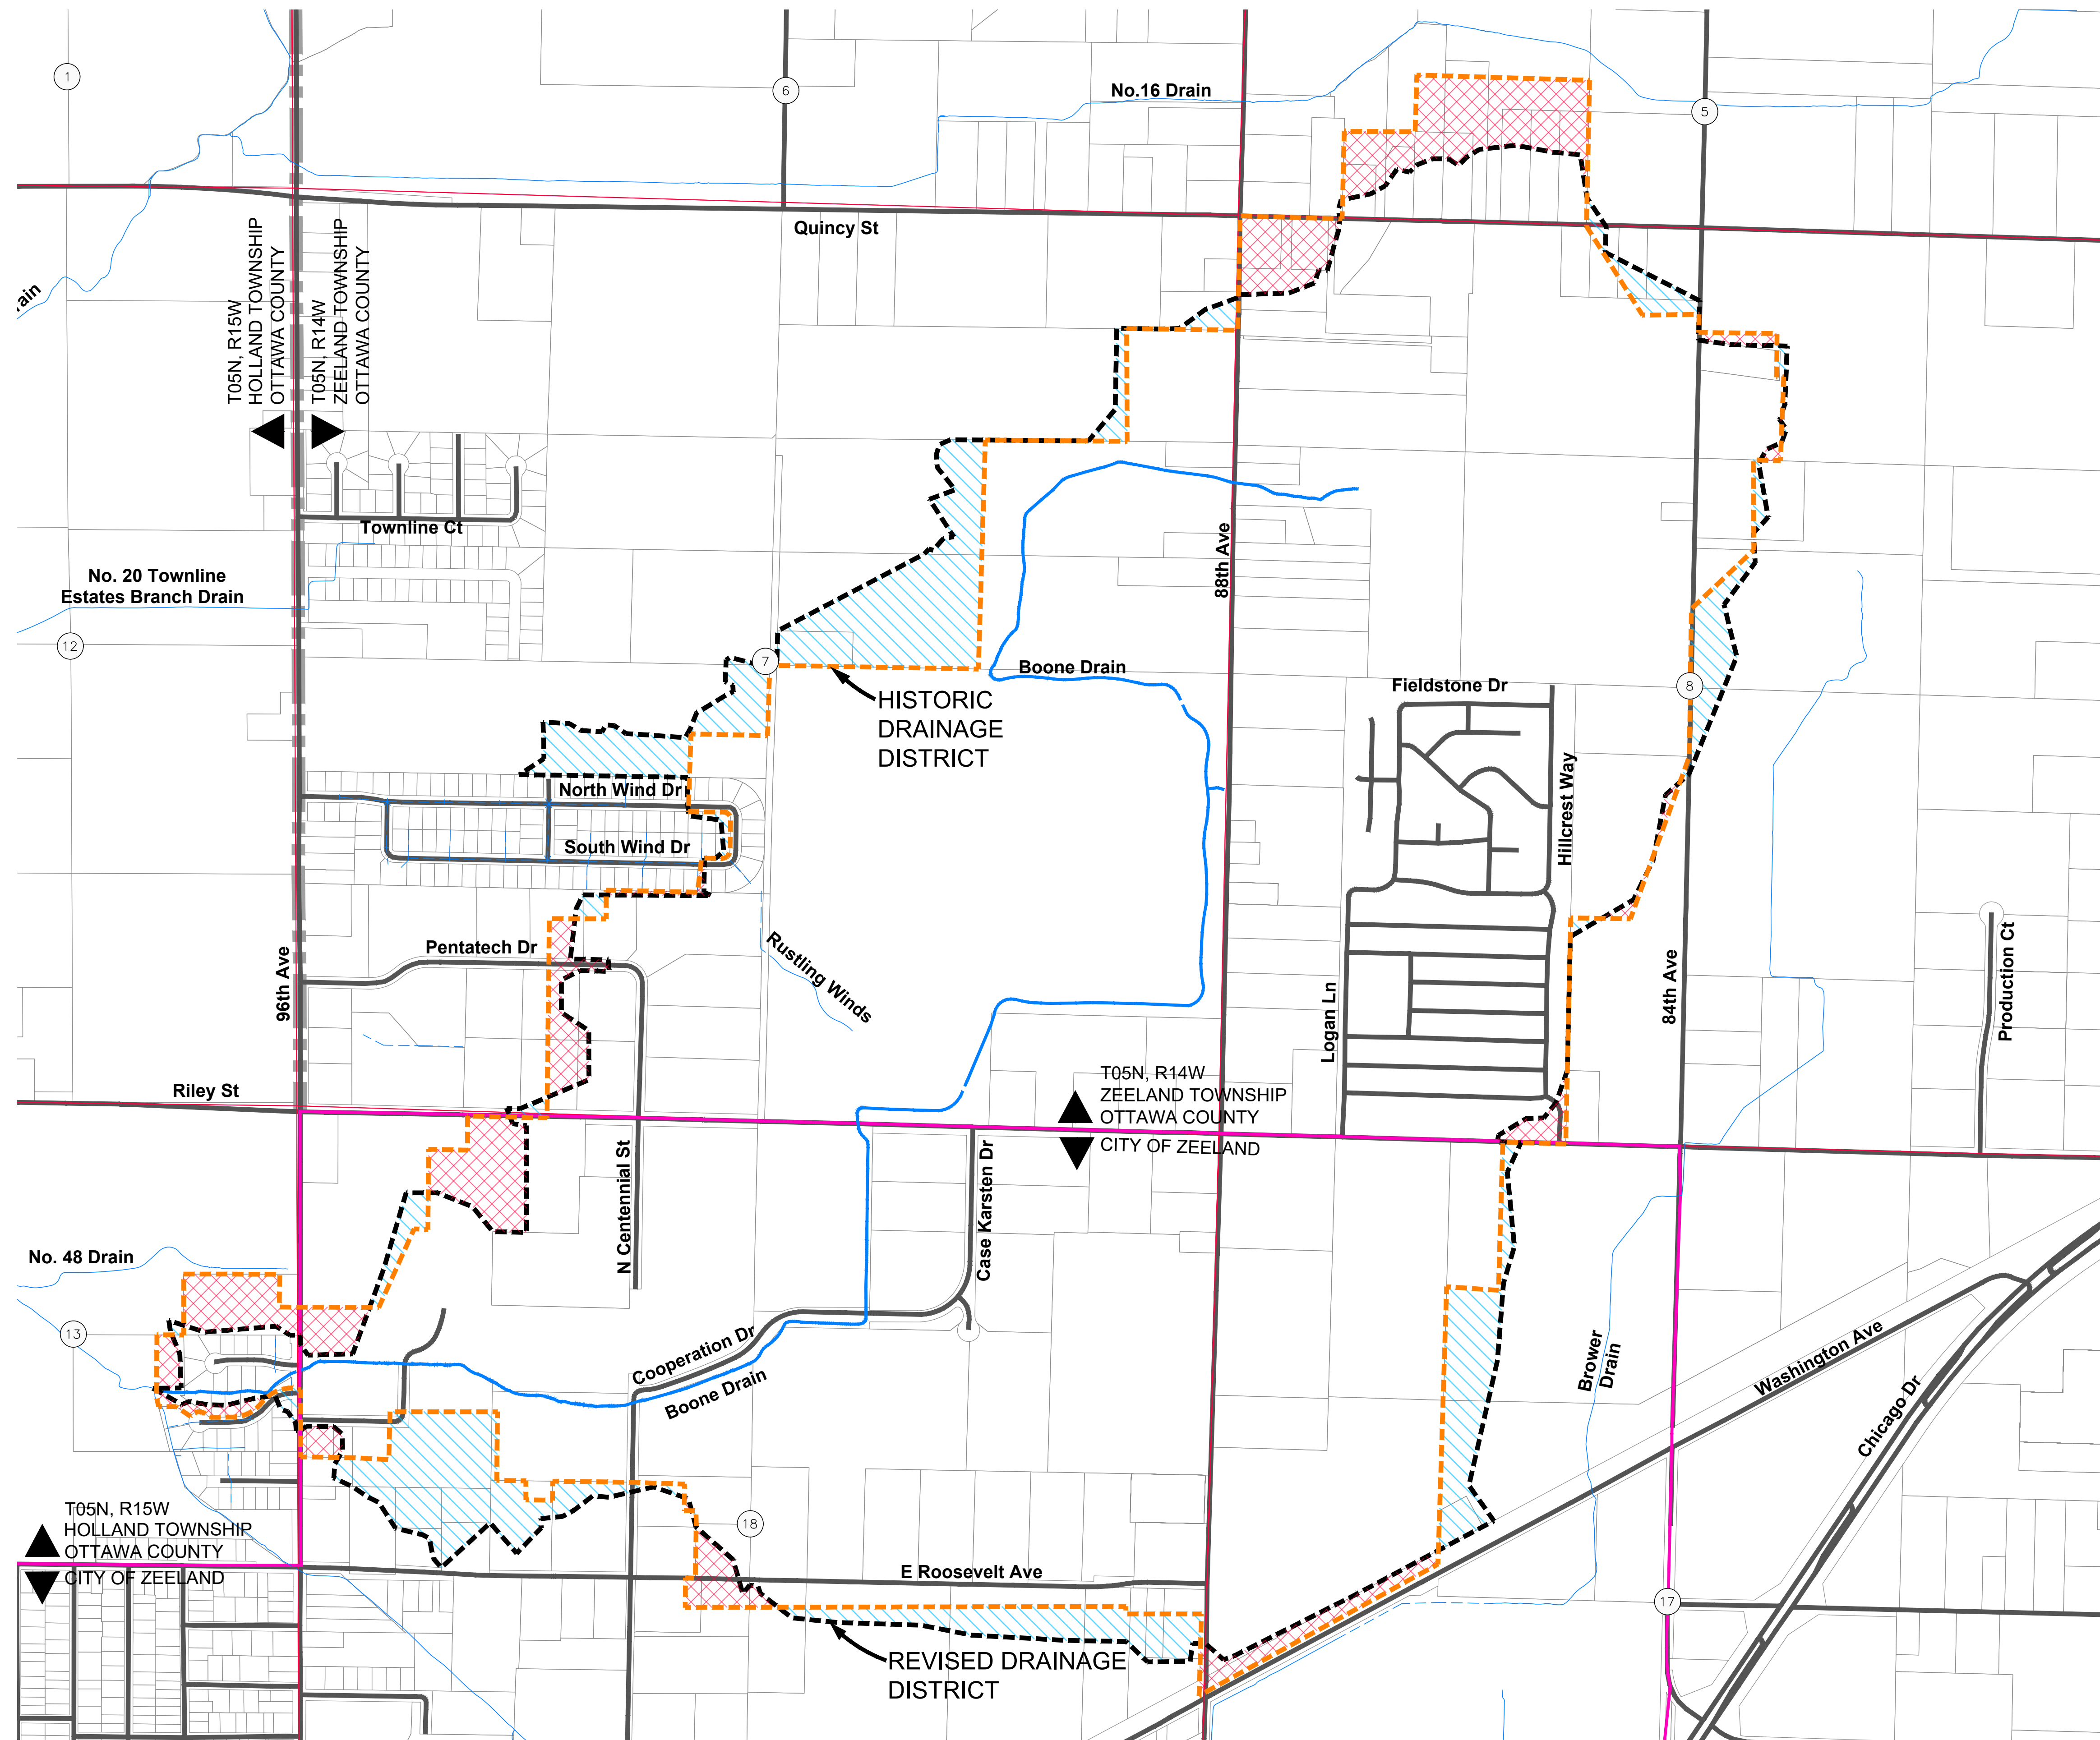 1
6
No.16 Drain
5
Quincy St
T05N, R15W
HOLLAND TOWNSHIP
OTTAWA COUNTY
T05N, R14W
ZEELAND TOWNSHIP
OTTAWA COUNTY
ain
Townline Ct
88th Ave
No. 20 Townline
Estates Branch Drain
12
7
Boone Drain
Fieldstone Dr
8
HISTORIC
DRAINAGE
DISTRICT
North Wind Dr
Hillcrest Way
South Wind Dr
Pentatech Dr
Rustling Winds
96th Ave
84th Ave
Production Ct
Logan Ln
Riley St
T05N, R14W
ZEELAND TOWNSHIP
OTTAWA COUNTY
CITY OF ZEELAND
N Centennial St
Case Karsten Dr
No. 48 Drain
13
Cooperation Dr
Boone Drain
Brower
Drain
Washington Ave
Chicago Dr
T05N, R15W
HOLLAND TOWNSHIP
OTTAWA COUNTY
CITY OF ZEELAND
18
E Roosevelt Ave
17
REVISED DRAINAGE
DISTRICT